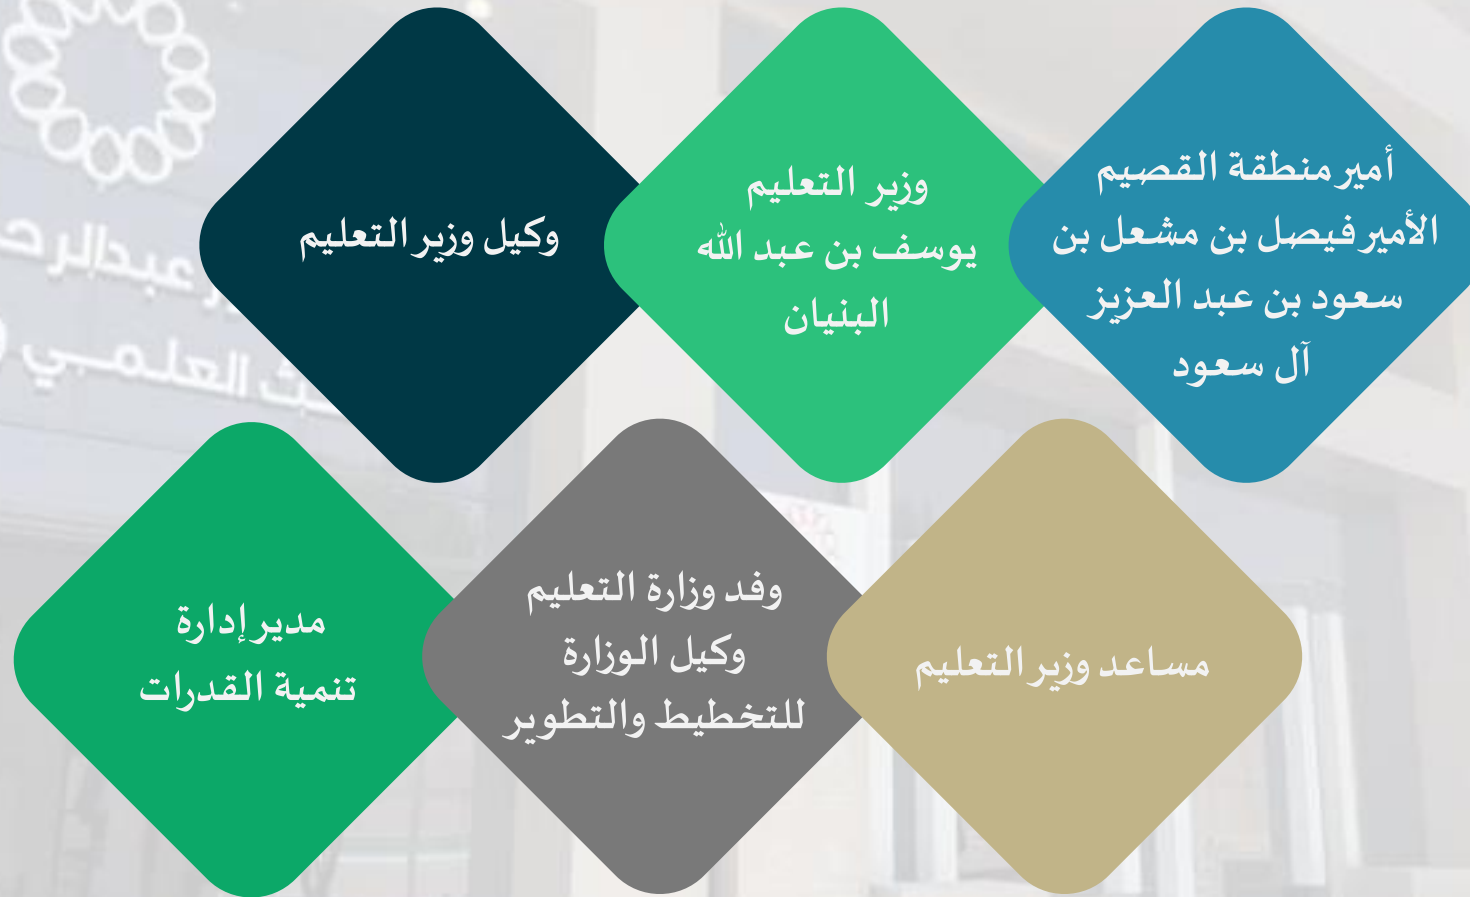 أمير منطقة القصيم
الأمير فيصل بن مشعل بن
سعود بن عبد العزيز
آل سعود
وزير التعليم
يوسف بن عبد الله
البنيان
وكيل وزير التعليم
مساعد وزير التعليم
وفد وزارة التعليم
وكيل الوزارة
للتخطيط والتطوير
مدير إدارة
تنمية القدرات
العلمي